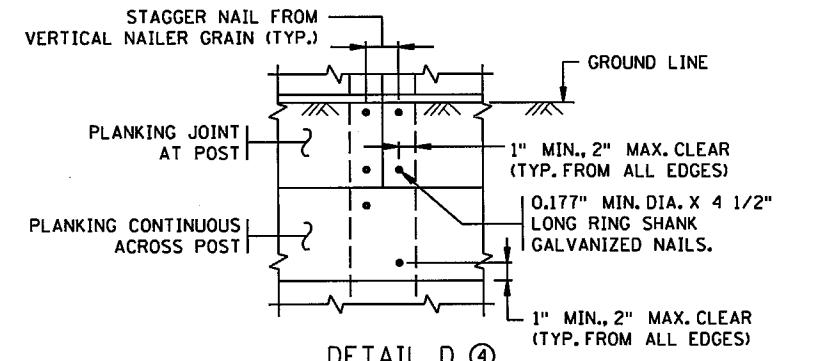 STAGGER NAIL FROM
VERTICAL NAILER GRAIN (TYP.)
GROUND LINE
PLANKING JOINT
AT POST
1" MIN., 2" MAX. CLEAR
(TYP. FROM ALL EDGES)
0.177" MIN. DIA. X 4 1/2"
LONG RING SHANK
GALVANIZED NAILS.
PLANKING CONTINUOUS
ACROSS POST
1" MIN., 2" MAX. CLEAR
(TYP. FROM ALL EDGES)
DETAIL D 4